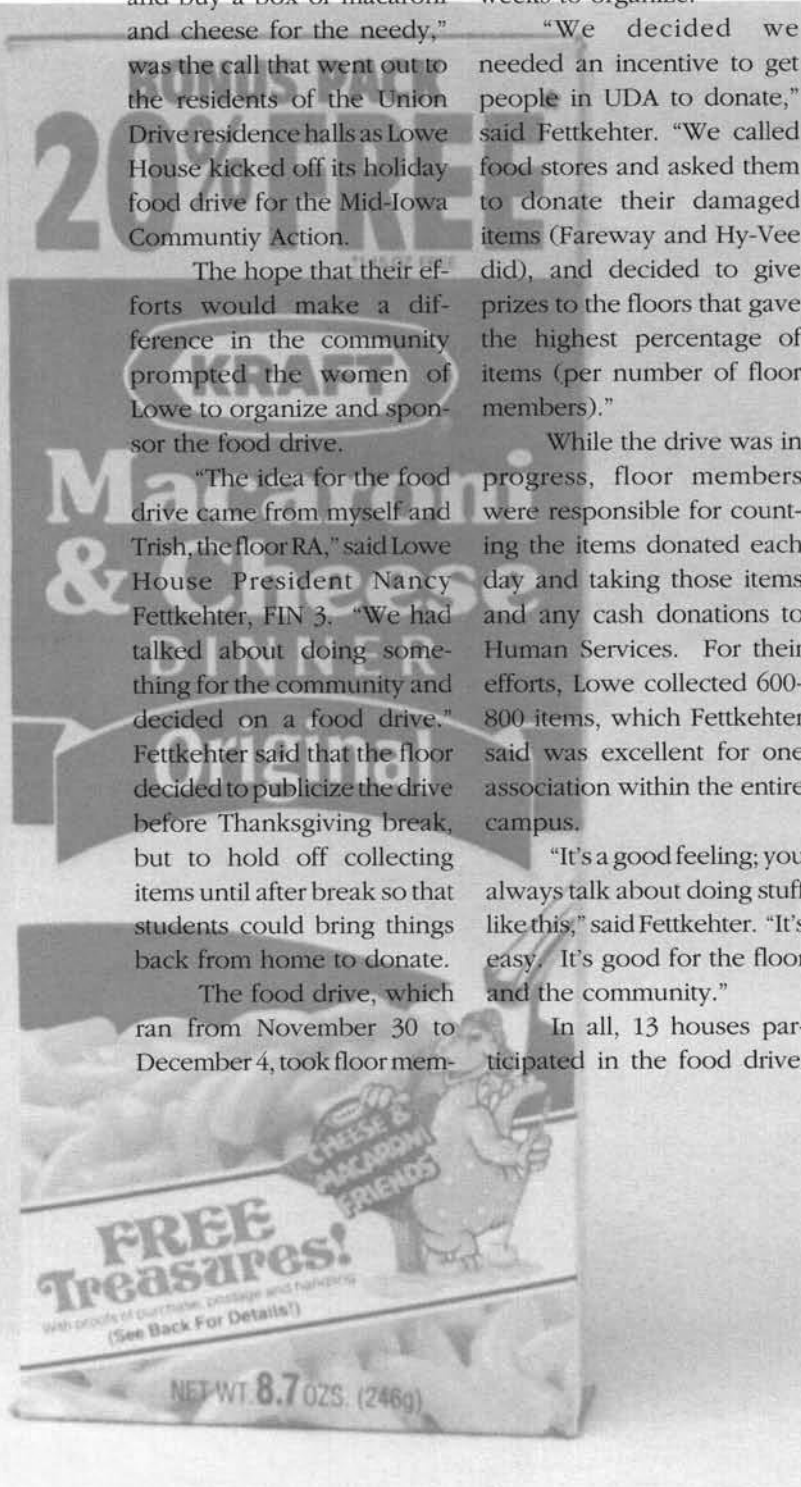 and buy a box of macaroni
and cheese for the needy,"
was the call that went out to
the residents of the Union
Drive residence halls as Lowe
House kicked off its holiday
food drive for the Mid-Iowa
Communtiy Action.
The hope that their ef-
forts would make a dif-
ference in the community
prompted the women of
Lowe to organize and spon-
sor the food drive.
"The idea for the food
drive came from myself and
Trish, the floor RA," said Lowe
House President Nancy
Fettkehter, FIN 3. "We had
talked about doing some-
thing for the community and
decided on a food drive."
Fettkehter said that the floor
decided to publicize the drive
before Thanksgiving break,
but to hold off collecting
items until after break so that
students could bring things
back from home to donate.
The food drive, which
ran from November 30 to
December 4, took floor mem-
weeks to organize.
"We decided we
needed an incentive to get
people in UDA to donate,"
said Fettkehter. "We called
food stores and asked them
to donate their damaged
items (Fareway and Hy-Vee
did), and decided to give
prizes to the floors that gave
the highest percentage of
items (per number of floor
members)."
While the drive was in
progress, floor members
were responsible for count-
ing the items donated each
day and taking those items
and any cash donations to
Human Services. For their
efforts, Lowe collected 600-
800 items, which Fettkehter
said was excellent for one
association within the entire
campus.
"It's a good feeling; you
always talk about doing stuff
like this," said Fettkehter. "It's
easy. It's good for the floor
and the community."
In all, 13 houses par-
ticipated in the food drive
20% FREE
KRAFT
Macaroni
& Cheese
DINNER
Original
CHEESE &
MACARONI
FRIENDS
FREE
Treasures!
With proofs of purchase, postage and handling
(See Back For Details!)
NET WT. 8.7 OZS. (246g)